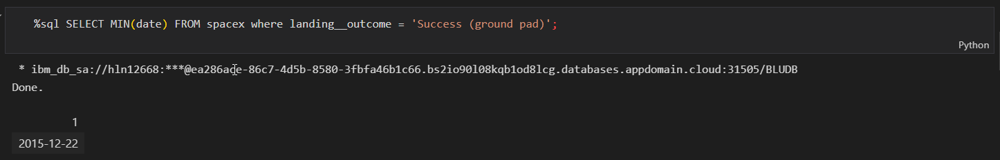 %sql SELECT MIN(date) FROM spacex where landing__outcome = 'Success (ground pad)';
Python
* ibm_db_sa://hln12668:***@ea286ace-86c7-4d5b-8580-3fbfa46b1c66.bs2io90l08kqb1od8lcg.databases.appdomain.cloud:31505/BLUDB
Done.
1
2015-12-22